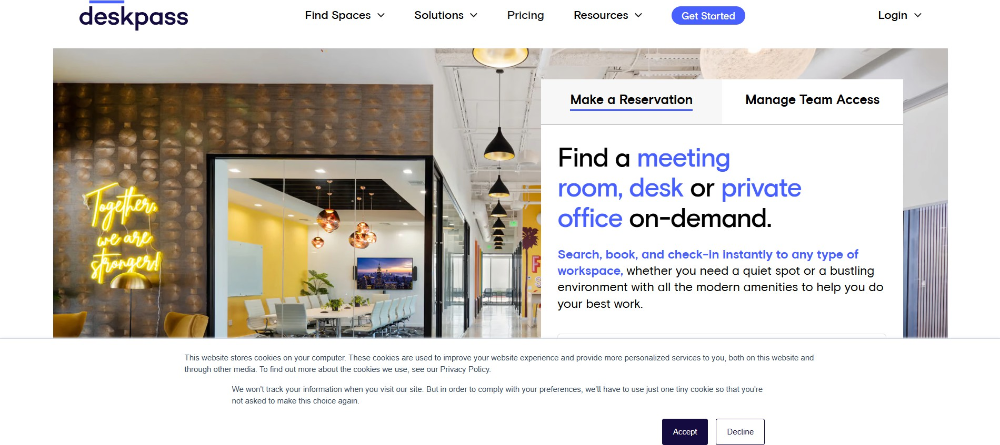 deskpass
Find Spaces
Solutions
Pricing
Resources
Get Started
Login
Together,
we are
stronger!
Make a Reservation
Manage Team Access
Find a meeting
room, desk or private
office on-demand.
Search, book, and check-in instantly to any type of
workspace, whether you need a quiet spot or a bustling
environment with all the modern amenities to help you do
your best work.
This website stores cookies on your computer. These cookies are used to improve your website experience and provide more personalized services to you, both on this website and
through other media. To find out more about the cookies we use, see our Privacy Policy.
We won't track your information when you visit our site. But in order to comply with your preferences, we'll have to use just one tiny cookie so that you're
not asked to make this choice again.
Accept
Decline